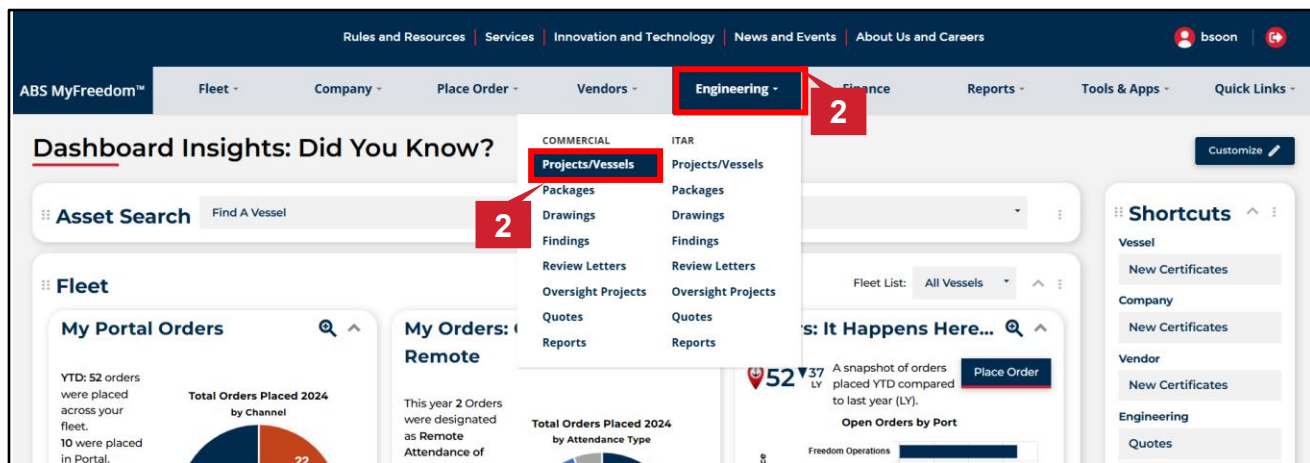 Rules and Resources | Services | Innovation and Technology | News and Events | About Us and Careers
bsoon
ABS MyFreedom™ Fleet Company Place Order Vendors Engineering Finance Reports Tools & Apps Quick Links
2
Dashboard Insights: Did You Know?
Customize
COMMERCIAL ITAR
Projects/Vessels Projects/Vessels
Packages Packages
Drawings Drawings
Findings Findings
Review Letters Review Letters
Oversight Projects Oversight Projects
Quotes Quotes
Reports Reports
2
Asset Search Find A Vessel
Fleet
Fleet List: All Vessels
My Portal Orders
YTD: 52 orders
were placed
across your
fleet.
10 were placed
in Portal.
Total Orders Placed 2024
by Channel
22
My Orders:
Remote
This year 2 Orders
were designated
as Remote
Attendance of
Total Orders Placed 2024
by Attendance Type
It Happens Here...
52 37
LY
A snapshot of orders
placed YTD compared
to last year (LY).
Place Order
Open Orders by Port
Freedom Operations
Shortcuts
Vessel
New Certificates
Company
New Certificates
Vendor
New Certificates
Engineering
Quotes